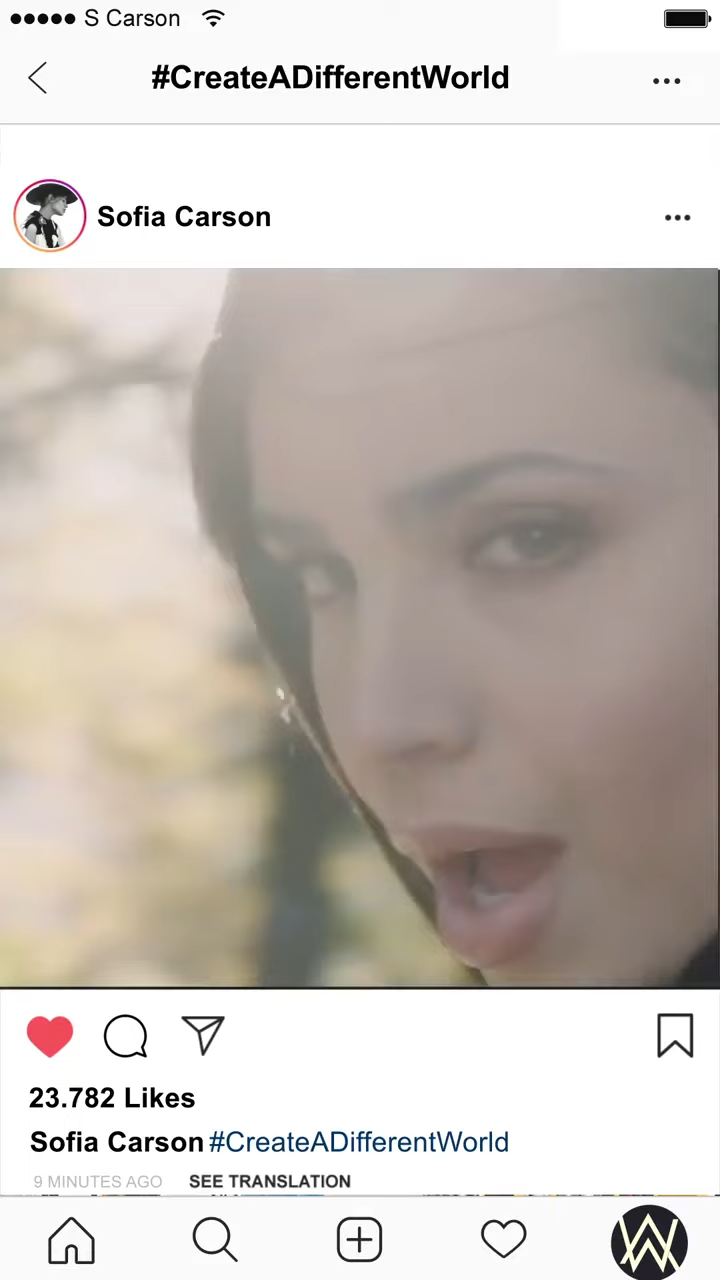 S Carson
#CreateADifferentWorld
Sofia Carson
23.782 Likes
Sofia Carson #CreateADifferentWorld
9 MINUTES AGO SEE TRANSLATION